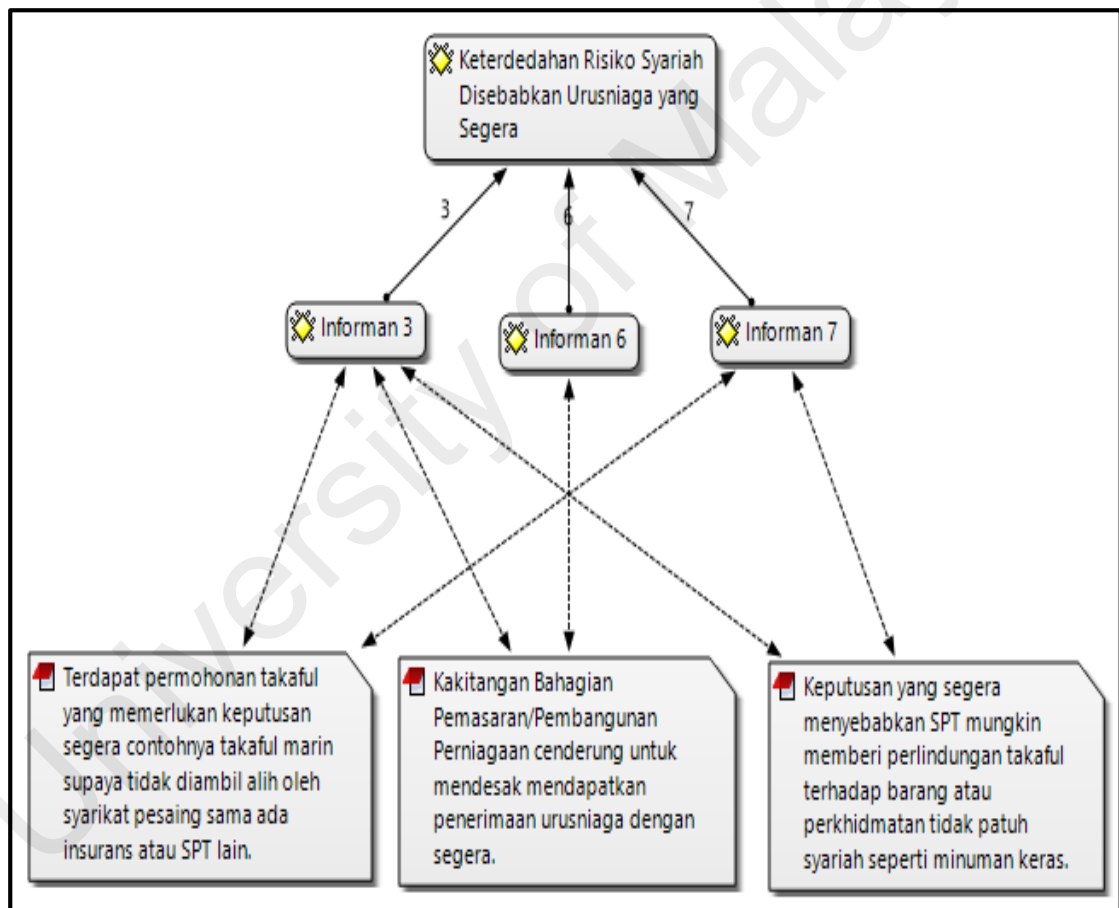 Keterdedahan Risiko Syariah
Disebabkan Urusniaga yang
Segera
3
6
7
Informan 3
Informan 6
Informan 7
Terdapat permohonan takaful
yang memerlukan keputusan
segera contohnya takaful marin
supaya tidak diambil alih oleh
syarikat pesaing sama ada
insurans atau SPT lain.
Kakitangan Bahagian
Pemasaran/Pembangunan
Perniagaan cenderung untuk
mendesak mendapatkan
penerimaan urusniaga dengan
segera.
Keputusan yang segera
menyebabkan SPT mungkin
memberi perlindungan takaful
terhadap barang atau
perkhidmatan tidak patuh
syariah seperti minuman keras.
University of Malay